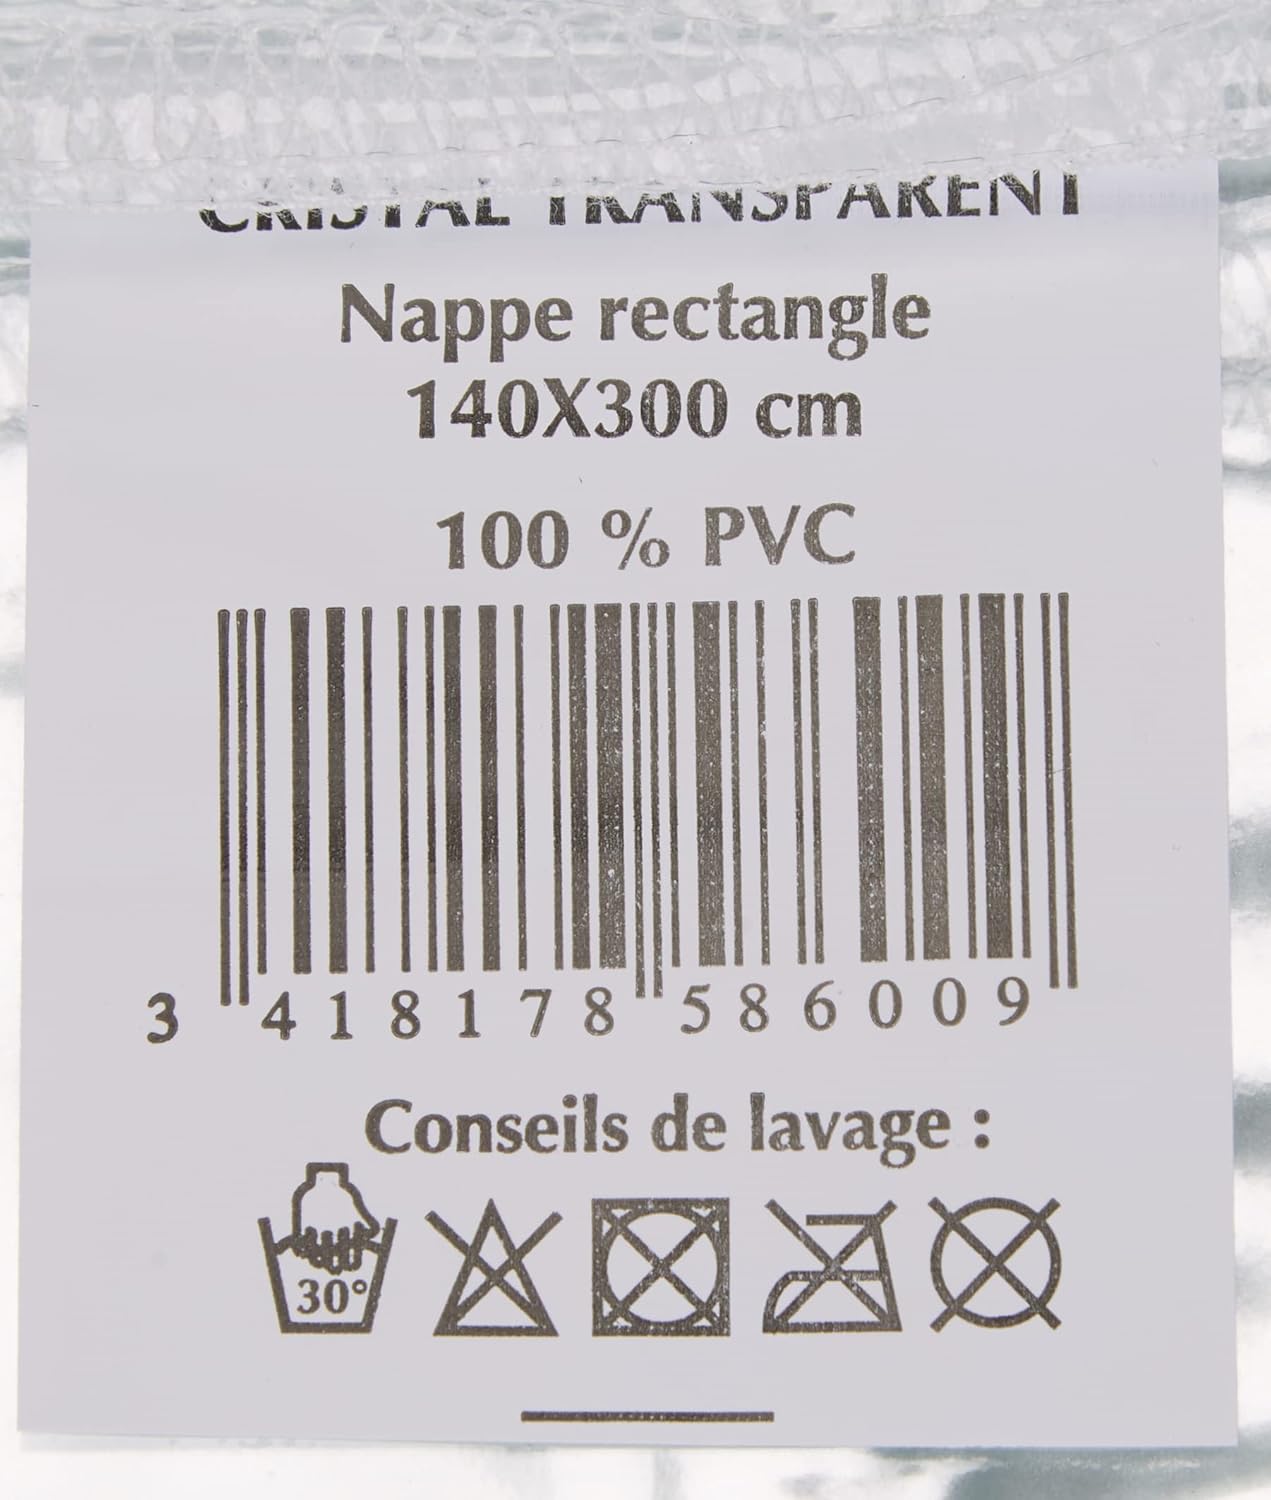 CRISTAL TRANSPARENT
Nappe rectangle
140X300 cm
100 % PVC
3 418178 586009
Conseils de lavage :
30°